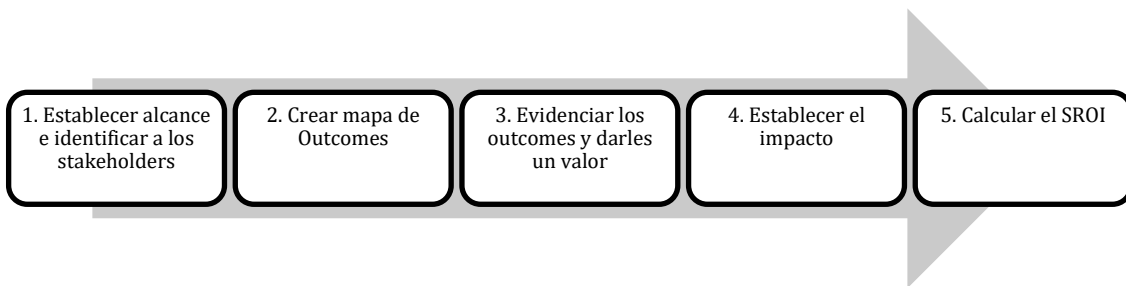 1. Establecer alcance
e identificar a los
stakeholders
2. Crear mapa de
Outcomes
3. Evidenciar los
outcomes y darles
un valor
4. Establecer el
impacto
5. Calcular el SROI